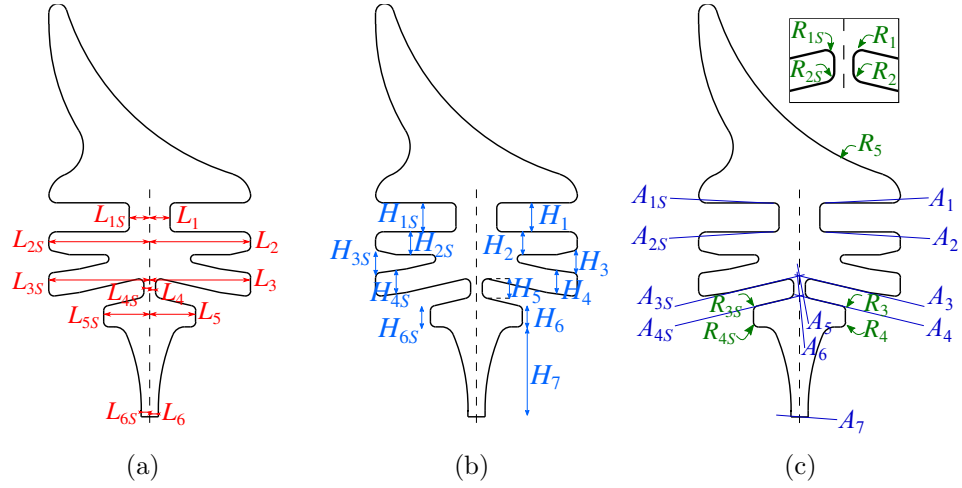 R₁S R₁
R₂S R₂
R₅
L₁S L₁
H₁S H₁
A₁S A₁
L₂S L₂
H₂S H₂
A₂S A₂
H₃S H₃
L₃S L₃
L₄S L₄
H₄S H₅ H₄
A₃S A₃
L₅S L₅
R₃S R₃
H₆S H₆
A₄S R₄S A₅ R₄ A₄
A₆
H₇
L₆S L₆
A₇
(a) (b) (c)